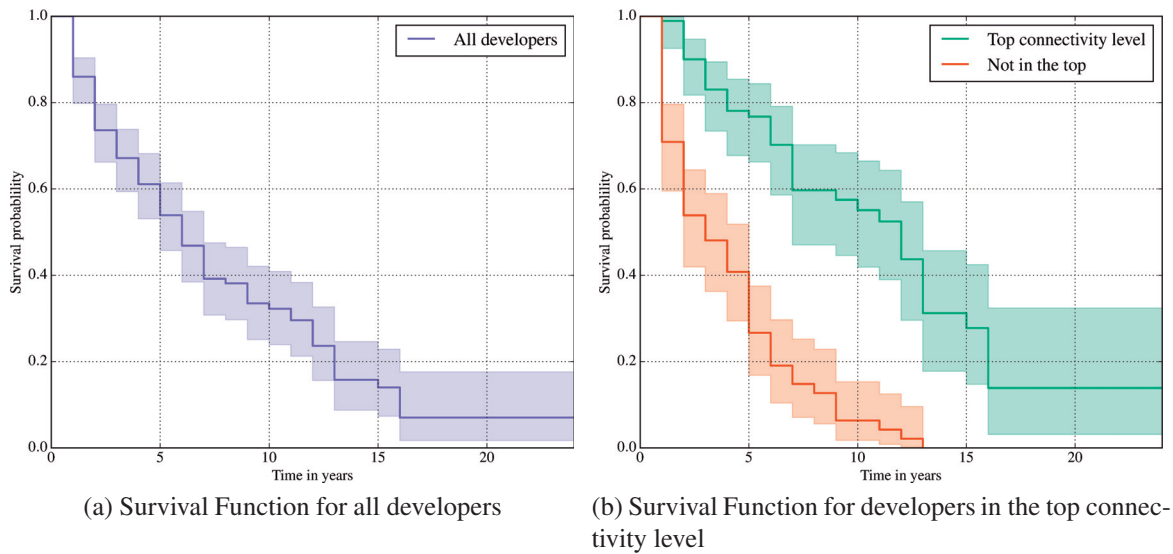 All developers
1.0
0.8
0.6
0.4
0.2
0.0
Survival probablility
0
5
10
15
20
Time in years
(a) Survival Function for all developers
Top connectivity level
Not in the top
1.0
0.8
0.6
0.4
0.2
0.0
Survival probablility
0
5
10
15
20
Time in years
(b) Survival Function for developers in the top connec-
tivity level